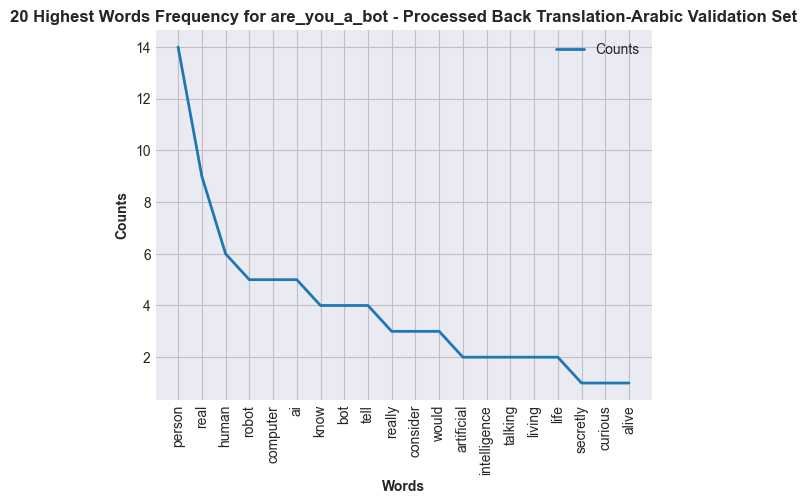 20 Highest Words Frequency for are_you_a_bot - Processed Back Translation-Arabic Validation Set
Counts
14
12
10
8
6
4
2
Counts
person
real
human
robot
computer
ai
know
bot
tell
really
consider
would
artificial
intelligence
talking
living
life
secretly
curious
alive
Words